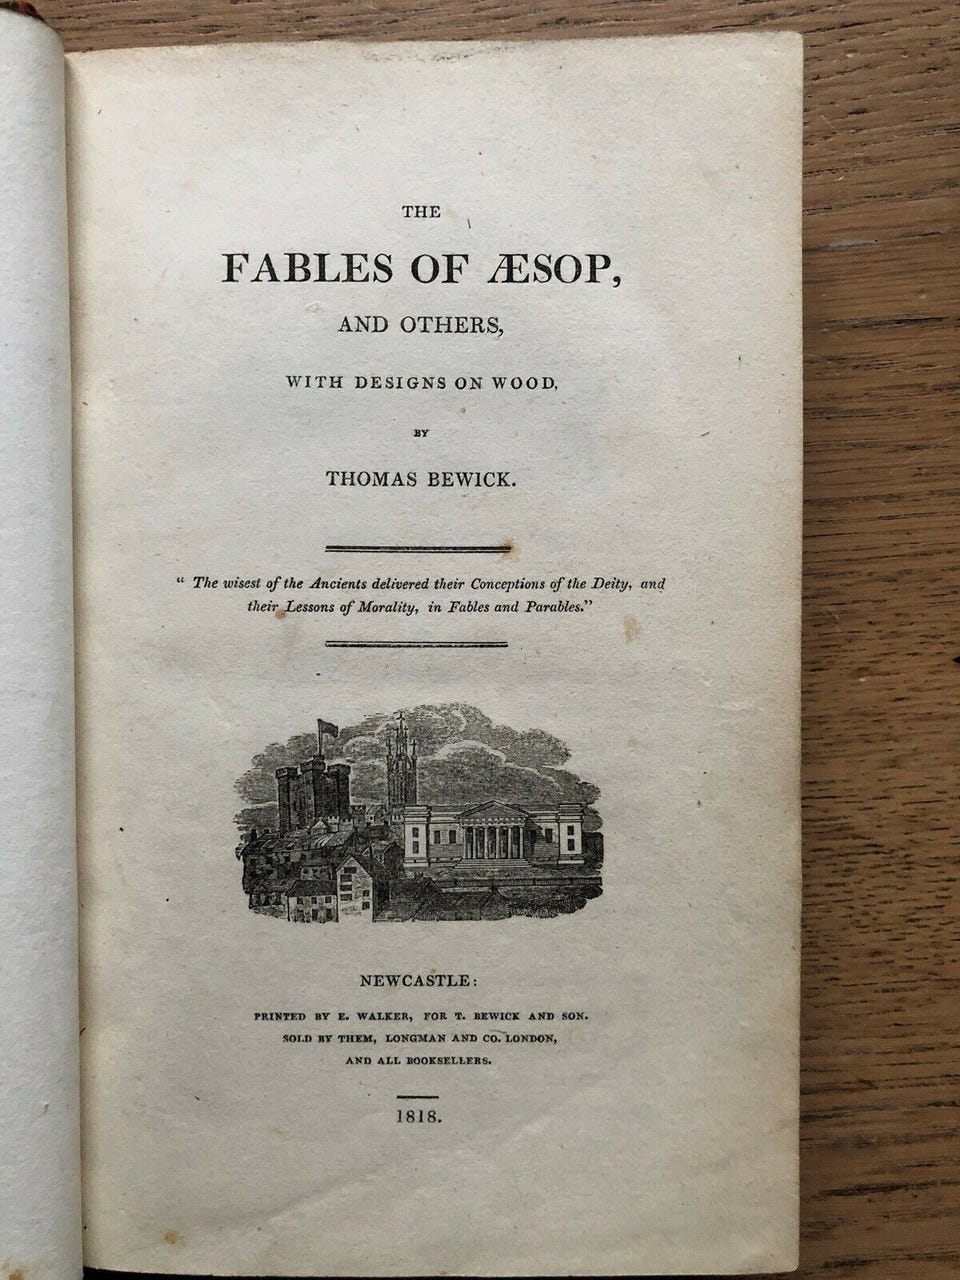 THE
FABLES OF ÆSOP,
AND OTHERS,
WITH DESIGNS ON WOOD,
BY
THOMAS BEWICK.
“ The wisest of the Ancients delivered their Conceptions of the Deity, and
their Lessons of Morality, in Fables and Parables.”
NEWCASTLE:
PRINTED BY E. WALKER, FOR T. BEWICK AND SON.
SOLD BY THEM, LONGMAN AND CO. LONDON,
AND ALL BOOKSELLERS.
1818.